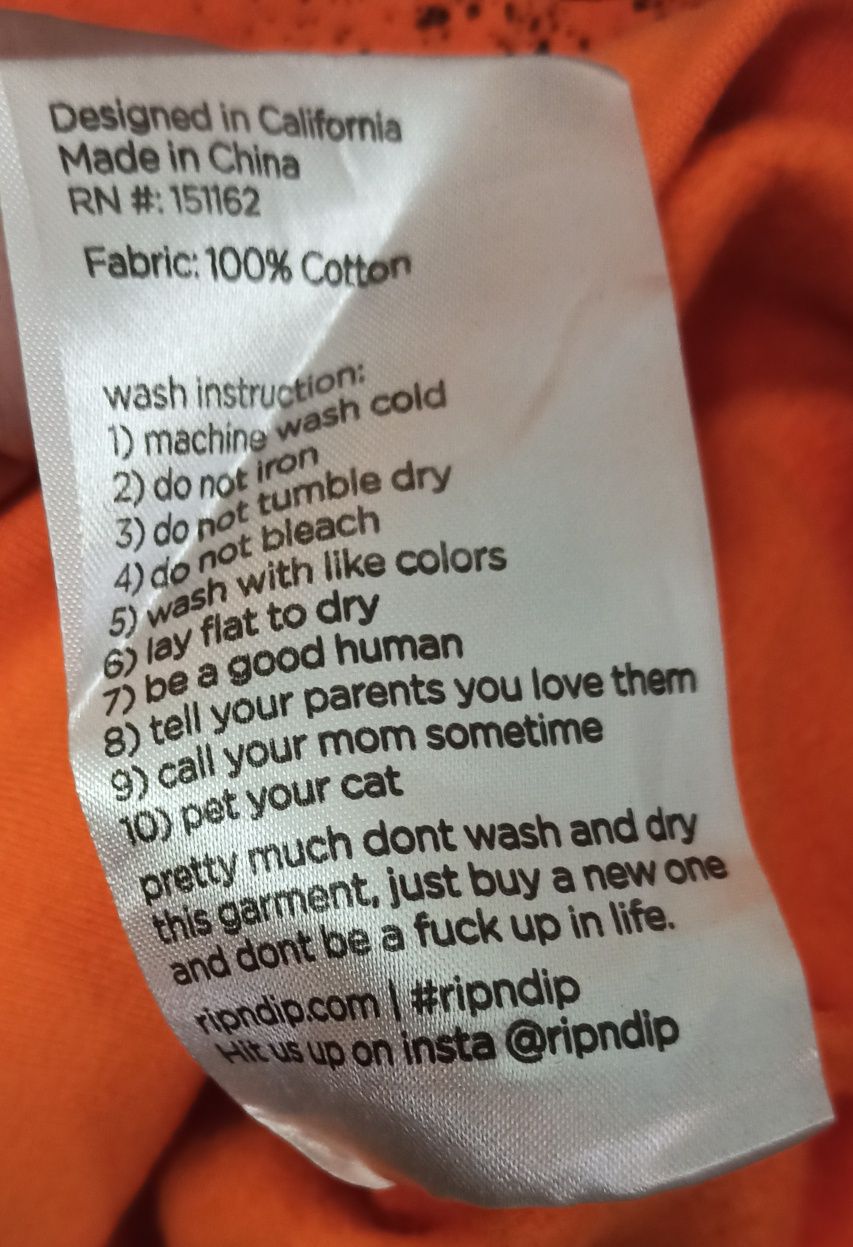 Designed in California
Made in China
RN #: 151162
Fabric: 100% Cotton
wash instruction:
1) machine wash cold
2) do not iron
3) do not tumble dry
4) do not bleach
5) wash with like colors
6) lay flat to dry
7) be a good human
8) tell your parents you love them
9) call your mom sometime
10) pet your cat
pretty much dont wash and dry
this garment, just buy a new one
and dont be a fuck up in life.
ripndip.com | #ripndip
Hit us up on insta @ripndip